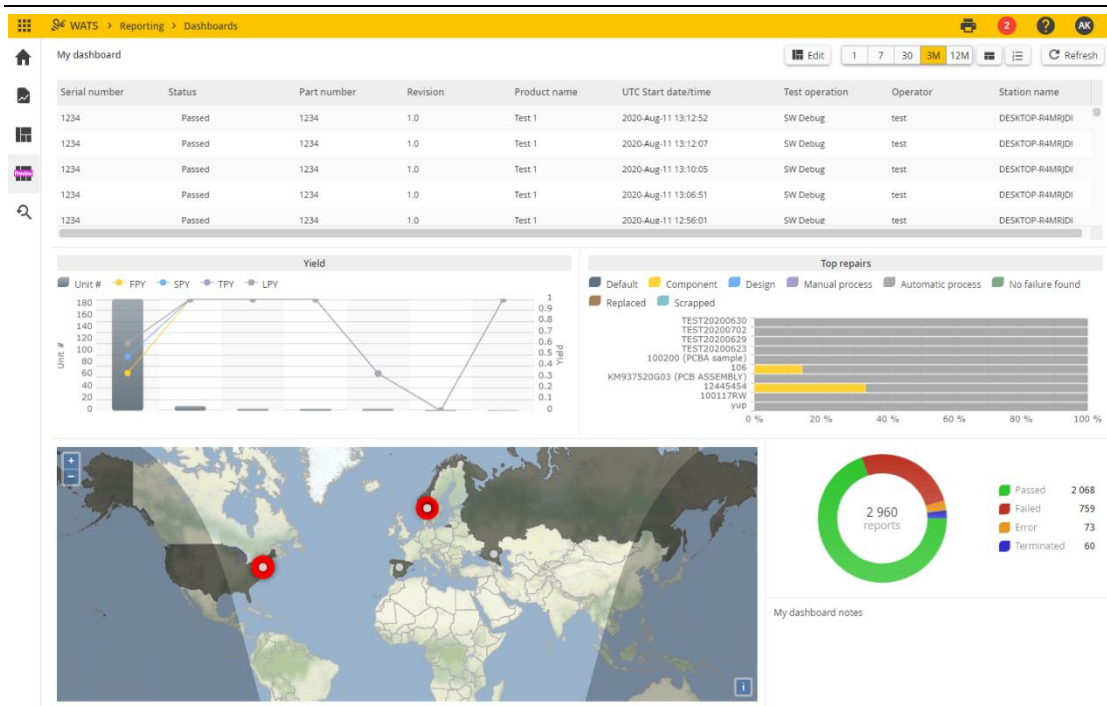 WATS > Reporting > Dashboards 2 ? AK
My dashboard Edit 1 7 30 3M 12M Refresh
Serial number Status Part number Revision Product name UTC Start date/time Test operation Operator Station name
1234 Passed 1234 1.0 Test 1 2020-Aug-11 13:12:52 SW Debug test DESKTOP-R4MRJDI
1234 Passed 1234 1.0 Test 1 2020-Aug-11 13:12:07 SW Debug test DESKTOP-R4MRJDI
Preview
1234 Passed 1234 1.0 Test 1 2020-Aug-11 13:10:05 SW Debug test DESKTOP-R4MRJDI
1234 Passed 1234 1.0 Test 1 2020-Aug-11 13:06:51 SW Debug test DESKTOP-R4MRJDI
1234 Passed 1234 1.0 Test 1 2020-Aug-11 12:56:01 SW Debug test DESKTOP-R4MRJDI
Yield
Unit # FPY SPY TPY LPY
180
160
140
120
100
80
60
40
20
0
Unit #
1
0.9
0.8
0.7
0.6
0.5
0.4
0.3
0.2
0.1
0
Yield
Top repairs
Default Component Design Manual process Automatic process No failure found
Replaced Scrapped
TEST20200630
TEST20200702
TEST20200629
TEST20200623
100200 (PCBA sample)
106
KM937520G03 (PCB ASSEMBLY)
12445454
100117RW
yup
0 % 20 % 40 % 60 % 80 % 100 %
+
-
i
2 960
reports
Passed 2 068
Failed 759
Error 73
Terminated 60
My dashboard notes